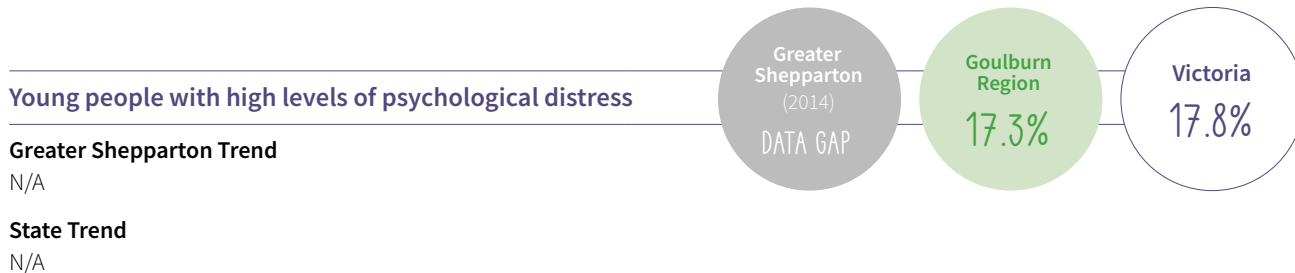 Young people with high levels of psychological distress
Greater
Shepparton
(2014)
DATA GAP
Goulburn
Region
17.3%
Victoria
17.8%
Greater Shepparton Trend
N/A
State Trend
N/A